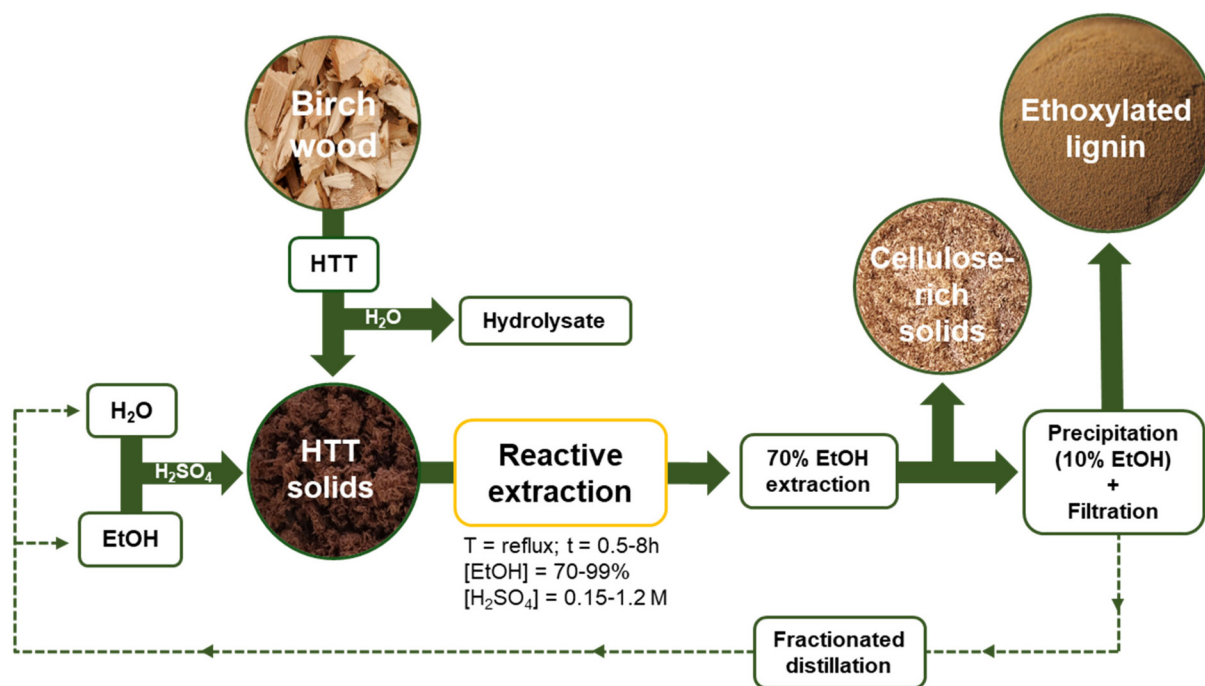 Birch
wood
Ethoxylated
lignin
HTT
Cellulose-
rich
solids
H₂O
Hydrolysate
H₂O
H₂SO₄
EtOH
HTT
solids
Reactive
extraction
T = reflux; t = 0.5-8h
[EtOH] = 70-99%
[H₂SO₄] = 0.15-1.2 M
70% EtOH
extraction
Precipitation
(10% EtOH)
+
Filtration
Fractionated
distillation